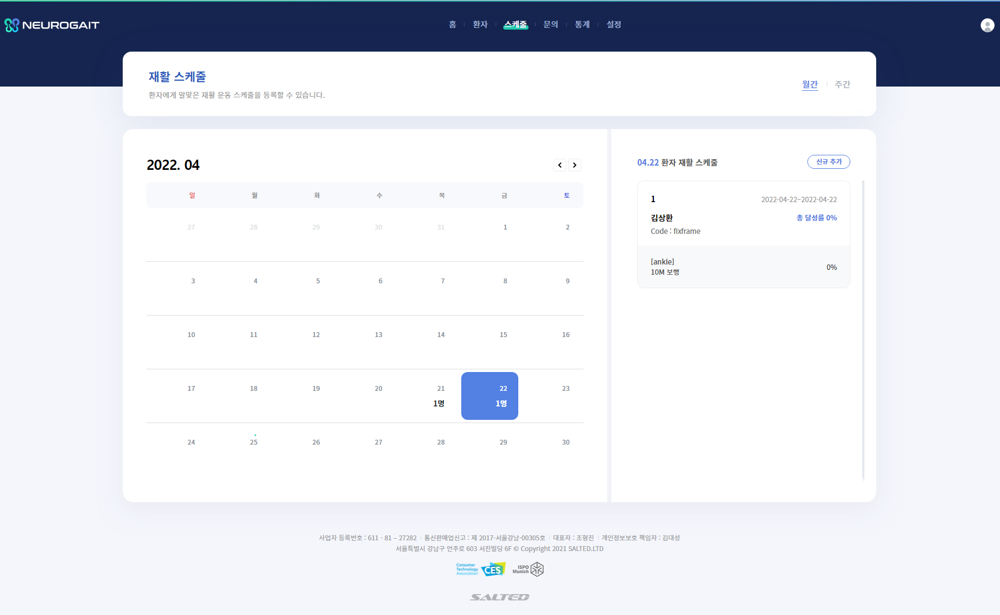 NEUROGAIT
홈 환자 스케줄 문의 통계 설정
재활 스케줄
환자에게 알맞은 재활 운동 스케줄을 등록할 수 있습니다.
월간 주간
2022. 04
일 월 화 수 목 금 토
27 28 29 30 31 1 2
3 4 5 6 7 8 9
10 11 12 13 14 15 16
17 18 19 20 21 22 23
1명 1명
24 25 26 27 28 29 30
04.22 환자 재활 스케줄
신규 추가
1 2022-04-22~2022-04-22
김상환 총 달성률 0%
Code : fixframe
[ankle]
10M 보행
0%
사업자 등록번호 : 611 - 81 – 27282 통신판매업신고 : 제 2017-서울강남-00305호 대표자 : 조형진 개인정보보호 책임자 : 김대성
서울특별시 강남구 언주로 603 서진빌딩 6F © Copyright 2021 SALTED.LTD
Consumer
Technology
Association
CES
ISPO
Munich
SALTED